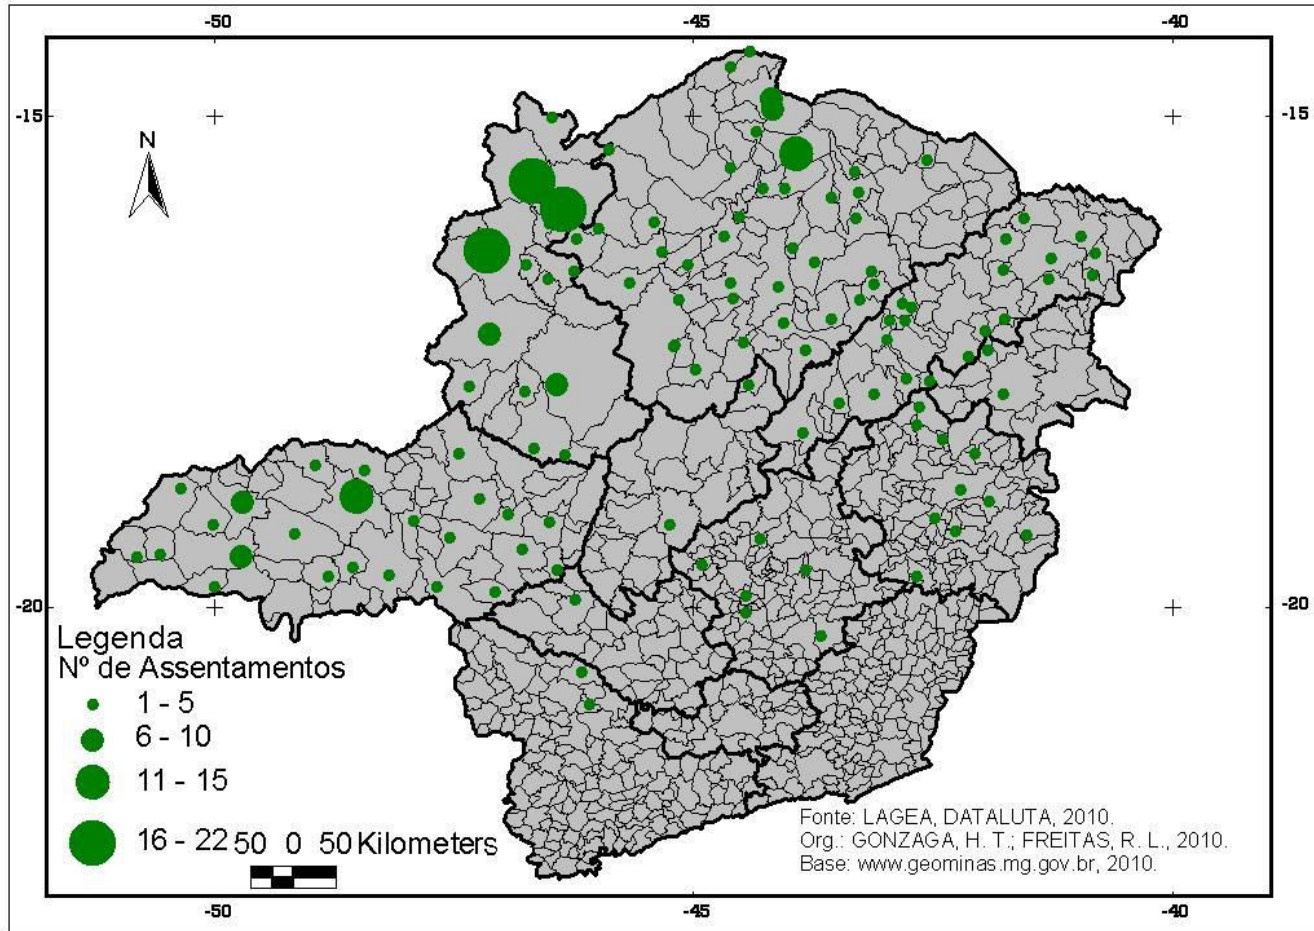 -50 -45 -40
-15 -15
N
-20 -20
Legenda
Nº de Assentamentos
1 - 5
6 - 10
11 - 15
16 - 22
50 0 50 Kilometers
Fonte: LAGEA, DATALUTA, 2010.
Org.: GONZAGA, H. T.; FREITAS, R. L., 2010.
Base: www.geominas.mg.gov.br, 2010.
-50 -45 -40